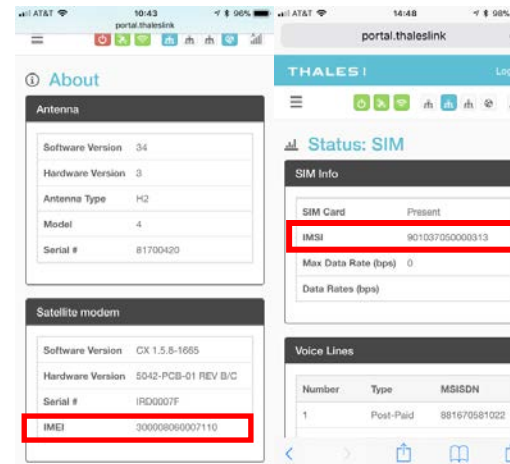 AT&T 10:43 96%
portal.thaleslink
About
Antenna
Software Version 34
Hardware Version 3
Antenna Type H2
Model 4
Serial # 81700420
Satellite modem
Software Version CX 1.5.8-1665
Hardware Version 5042-PCB-01 REV B/C
Serial # IRD0007F
IMEI 300008060007110
AT&T 14:48 98%
portal.thaleslink
THALES Log
Status: SIM
SIM Info
SIM Card Present
IMSI 901037050000313
Max Data Rate (bps) 0
Data Rates (bps)
Voice Lines
Number Type MSISDN
1 Post-Paid 881670581022